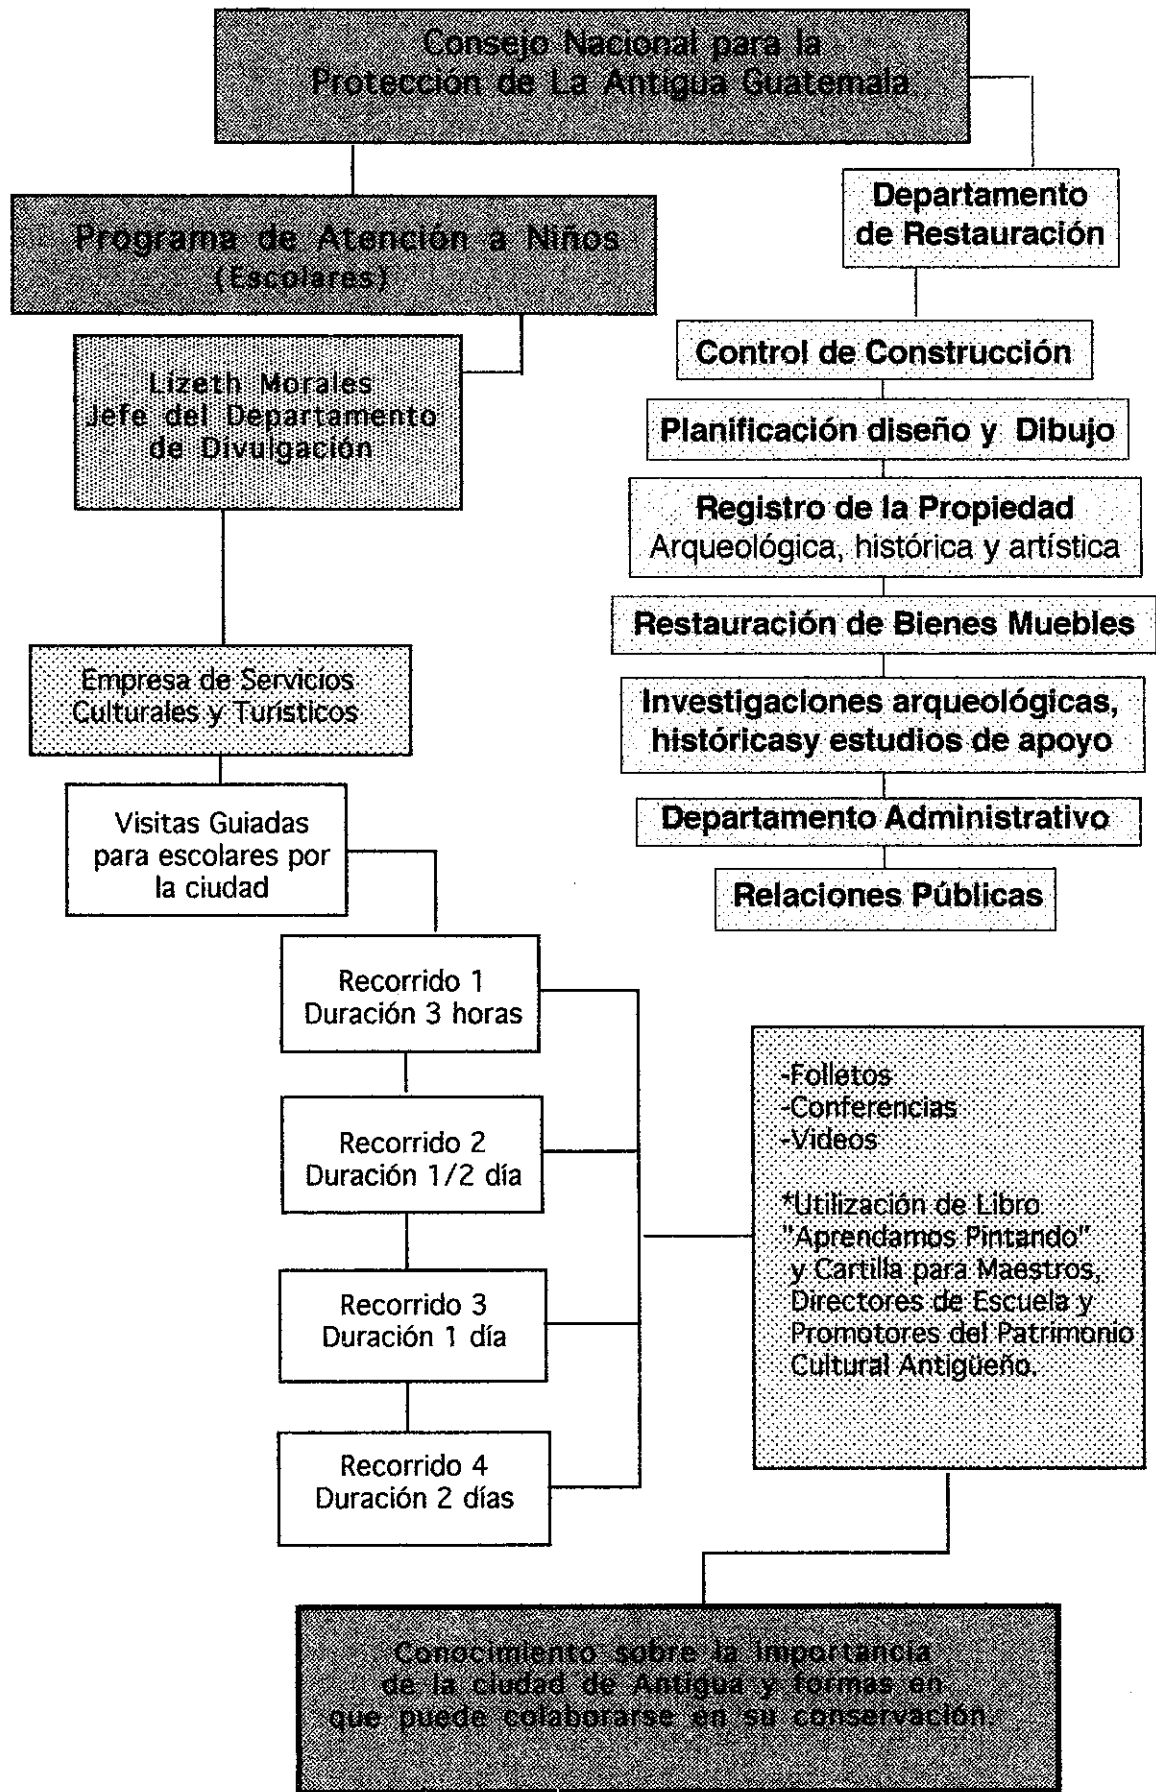 Consejo Nacional para la
Protección de La Antigua Guatemala.
Departamento
de Restauración
Programa de Atención a Niños
(Escolares)
Lizeth Morales
Jefe del Departamento
de Divulgación
Control de Construcción
Planificación diseño y Dibujo
Registro de la Propiedad
Arqueológica, histórica y artística
Restauración de Bienes Muebles
Investigaciones arqueológicas,
históricasy estudios de apoyo
Departamento Administrativo
Relaciones Públicas
Empresa de Servicios
Culturales y Turísticos
Visitas Guiadas
para escolares por
la ciudad
Recorrido 1
Duración 3 horas
Recorrido 2
Duración 1/2 día
Recorrido 3
Duración 1 día
Recorrido 4
Duración 2 días
-Folletos
-Conferencias
-Videos
*Utilización de Libro
"Aprendamos Pintando"
y Cartilla para Maestros,
Directores de Escuela y
Promotores del Patrimonio
Cultural Antigüeño.
Conocimiento sobre la importancia
de la ciudad de Antigua y formas en
que puede colaborarse en su conservación.